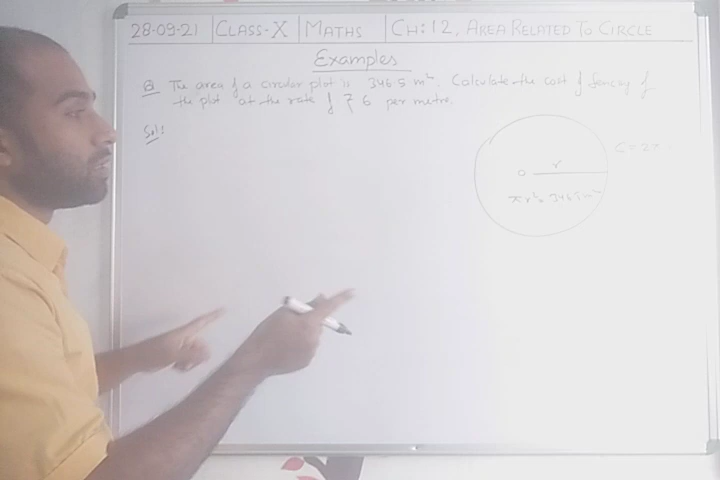 28-09-21 | CLASS-X | MATHS | CH:12, AREA RELATED TO CIRCLE
Examples
Q The area of a circular plot is 346.5 m². Calculate the cost of fencing of
the plot at the rate of ₹ 6 per metre.
Sol:
C = 2π
O r
πr² = 346.5 m²